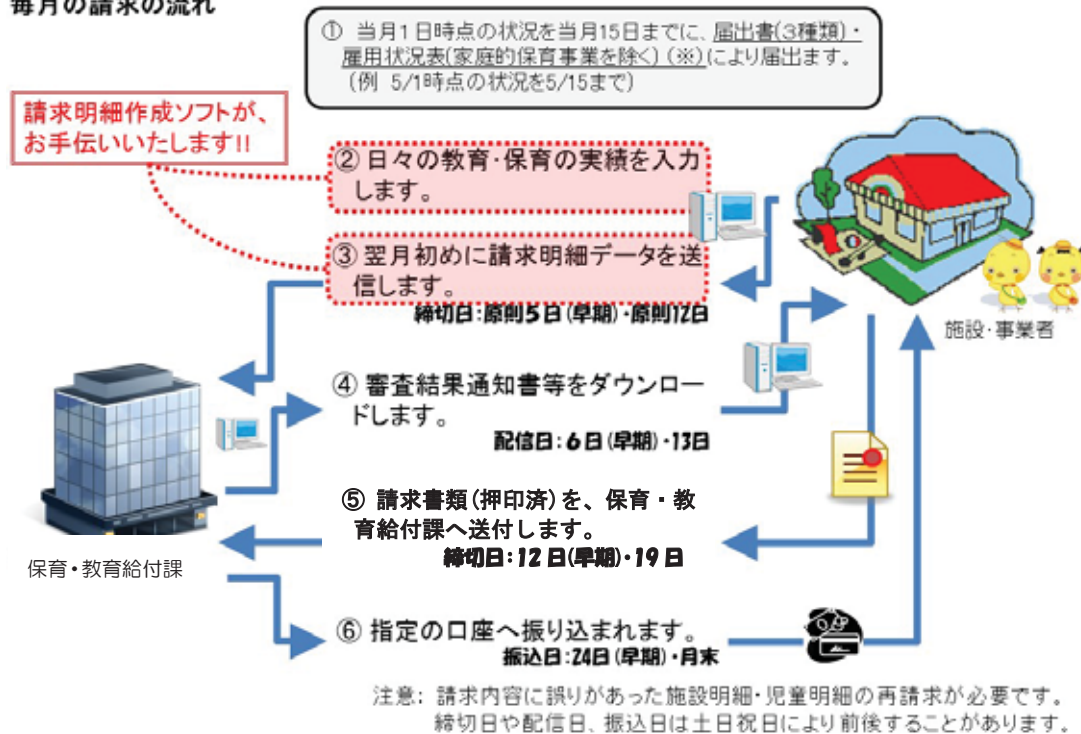 毎月の請求の流れ
① 当月1日時点の状況を当月15日までに、届出書(3種類)・
雇用状況表(家庭的保育事業を除く)(※)により届出ます。
(例 5/1時点の状況を5/15まで)
請求明細作成ソフトが、
お手伝いいたします!!
② 日々の教育・保育の実績を入力
します。
③ 翌月初めに請求明細データを送
信します。
締切日:原則5日(早期)・原則12日
施設・事業者
④ 審査結果通知書等をダウンロー
ドします。
配信日:6日(早期)・13日
⑤ 請求書類(押印済)を、保育・教
育給付課へ送付します。
締切日:12日(早期)・19日
保育・教育給付課
⑥ 指定の口座へ振り込まれます。
振込日:24日(早期)・月末
注意: 請求内容に誤りがあった施設明細・児童明細の再請求が必要です。
締切日や配信日、振込日は土日祝日により前後することがあります。